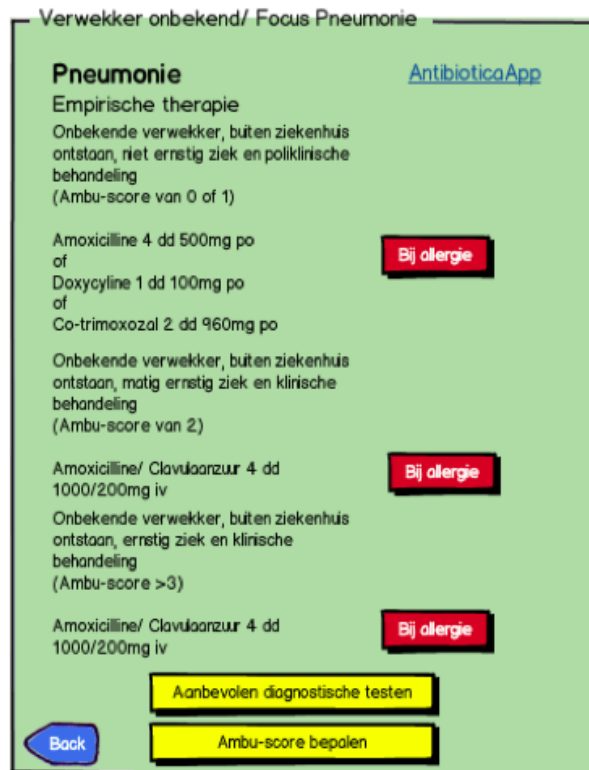 Verwekker onbekend/ Focus Pneumonie
Pneumonie
AntibioticaApp
Empirische therapie
Onbekende verwekker, buiten ziekenhuis
ontstaan, niet ernstig ziek en poliklinische
behandeling
(Ambu-score van 0 of 1)
Amoxicilline 4 dd 500mg po
Bij allergie
of
Doxycyline 1 dd 100mg po
of
Co-trimoxozal 2 dd 960mg po
Onbekende verwekker, buiten ziekenhuis
ontstaan, matig ernstig ziek en klinische
behandeling
(Ambu-score van 2)
Amoxicilline/ Clavulaanzuur 4 dd
1000/200mg iv
Bij allergie
Onbekende verwekker, buiten ziekenhuis
ontstaan, ernstig ziek en klinische
behandeling
(Ambu-score >3)
Amoxicilline/ Clavulaanzuur 4 dd
1000/200mg iv
Bij allergie
Aanbevolen diagnostische testen
Back
Ambu-score bepalen